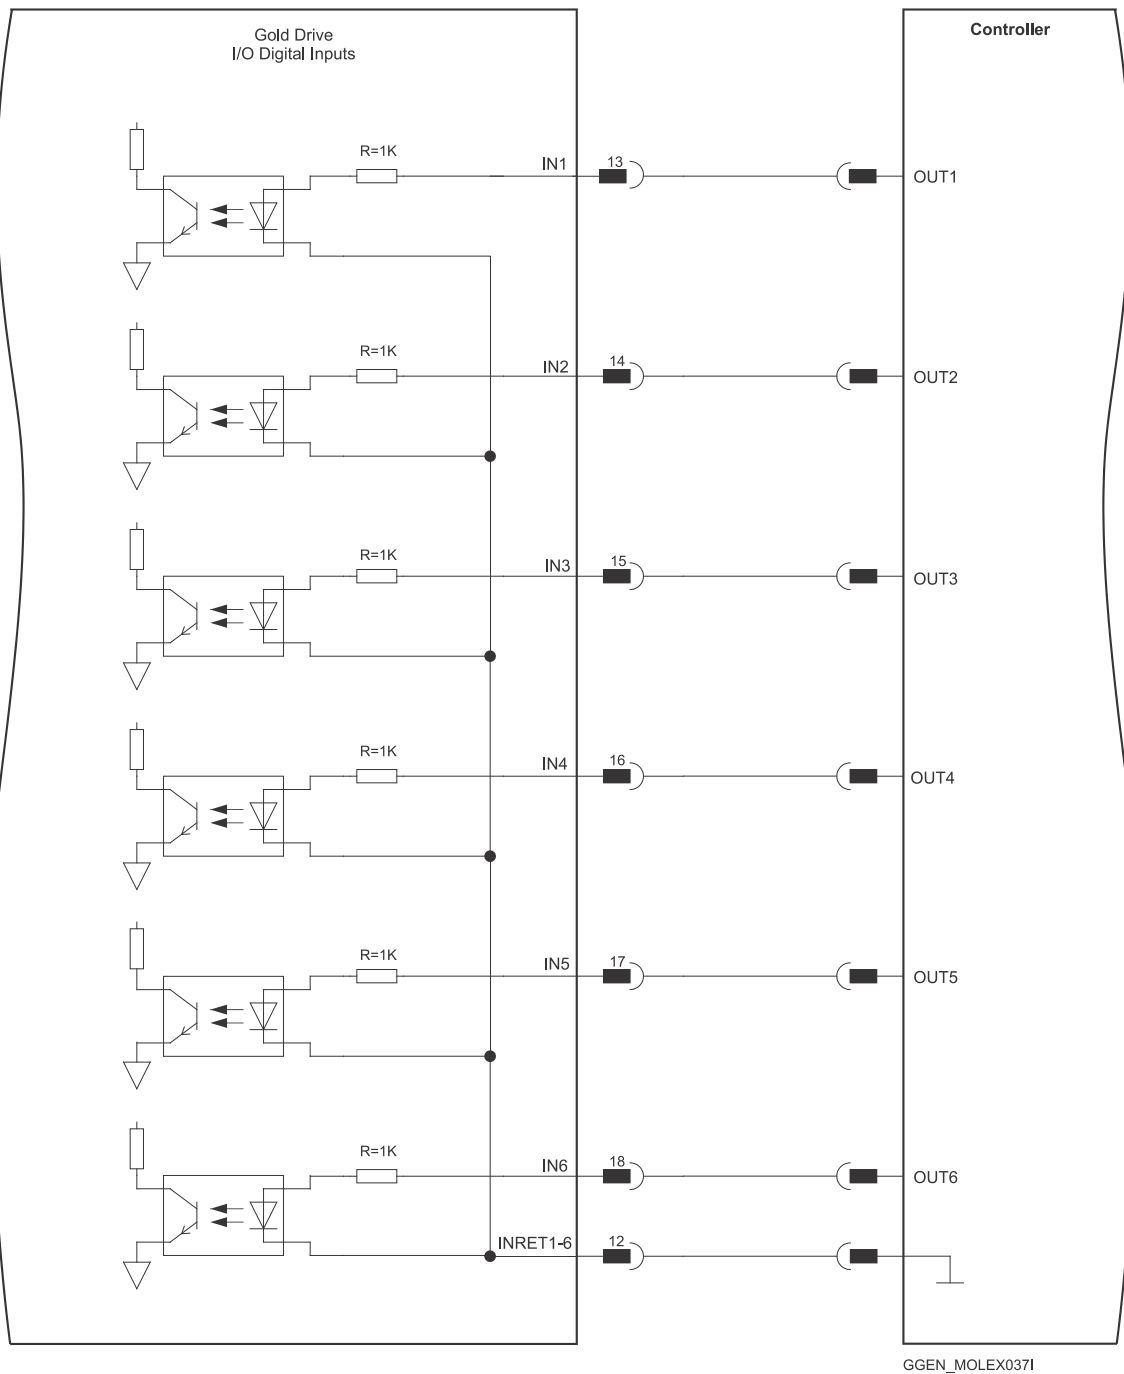 Gold Drive
I/O Digital Inputs
Controller
R=1K
IN1
13
OUT1
R=1K
IN2
14
OUT2
R=1K
IN3
15
OUT3
R=1K
IN4
16
OUT4
R=1K
IN5
17
OUT5
R=1K
IN6
18
OUT6
INRET1-6
12
GGEN_MOLEX037I